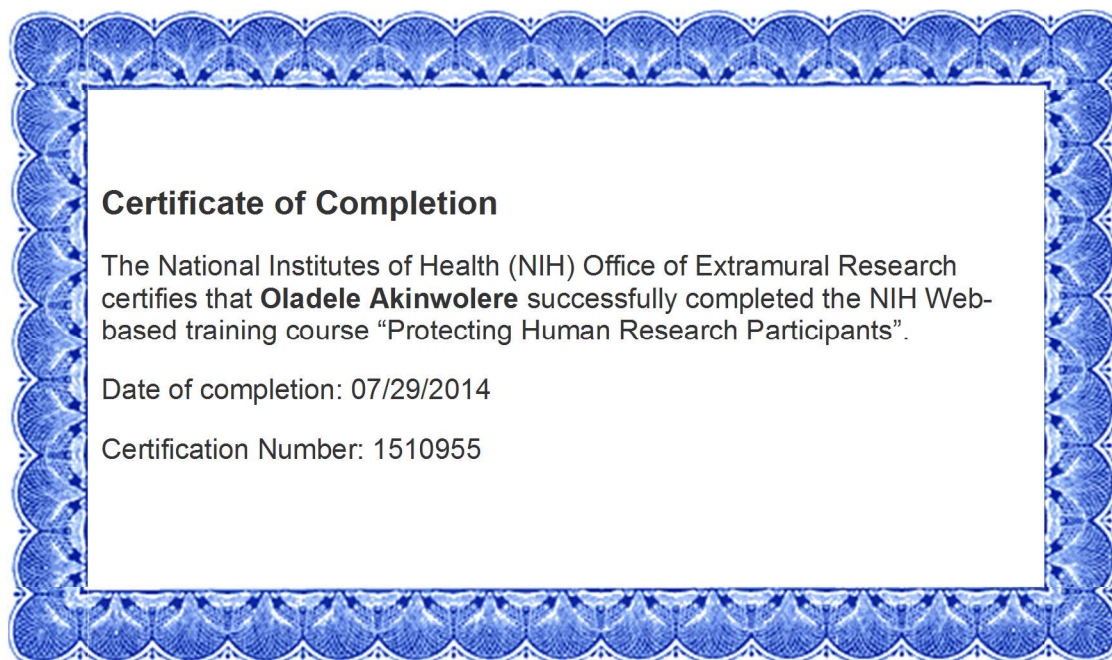 Certificate of Completion
The National Institutes of Health (NIH) Office of Extramural Research
certifies that Oladele Akinwolere successfully completed the NIH Web-
based training course “Protecting Human Research Participants”.
Date of completion: 07/29/2014
Certification Number: 1510955